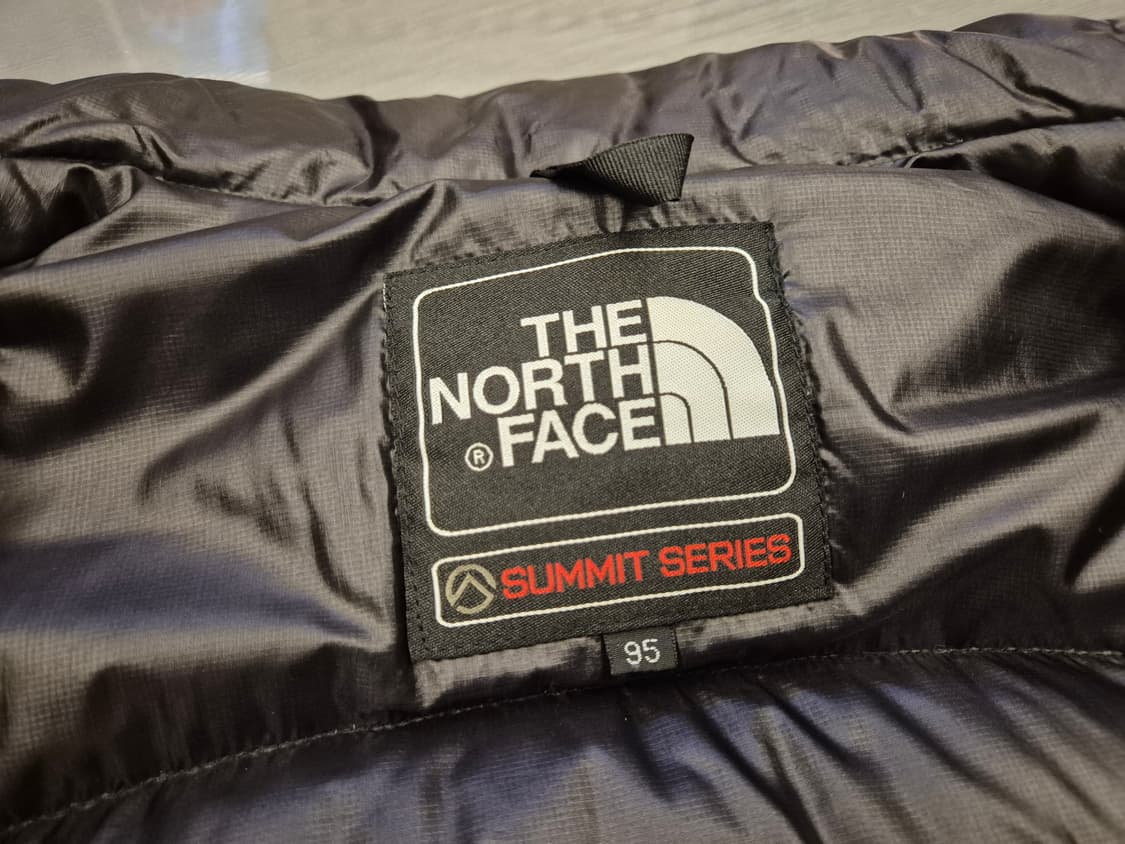 THE
NORTH
® FACE
SUMMIT SERIES
95